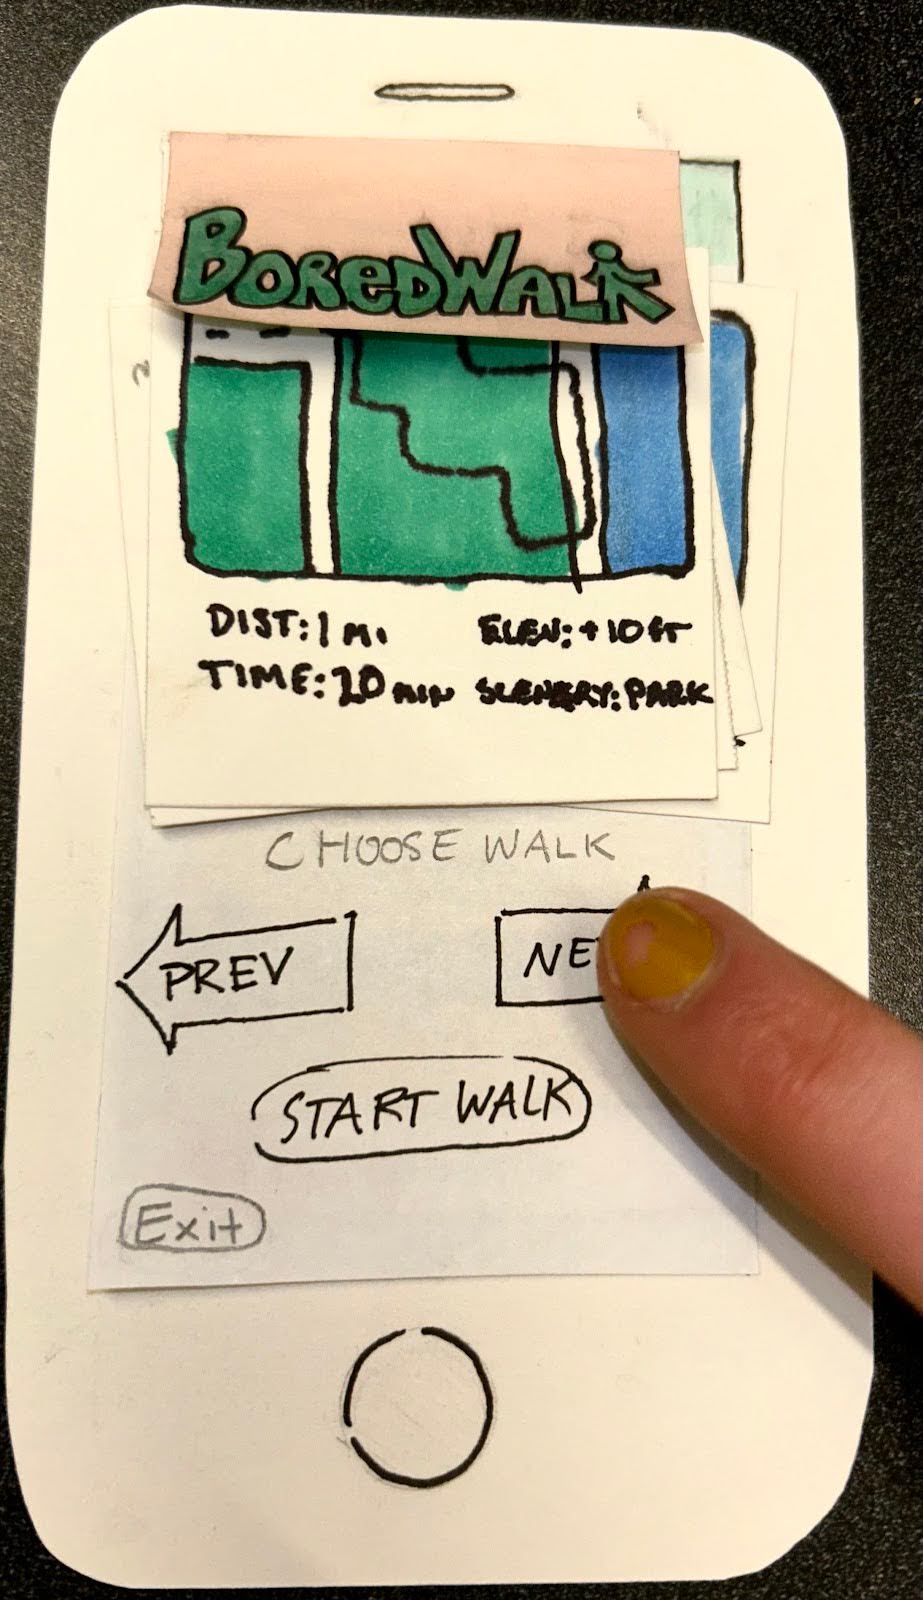 BoReDWALK
DIST: 1 MI. ELEV: +10 FT
TIME: 20 MIN SCENERY: PARK
CHOOSE WALK
PREV NE
START WALK
Exit